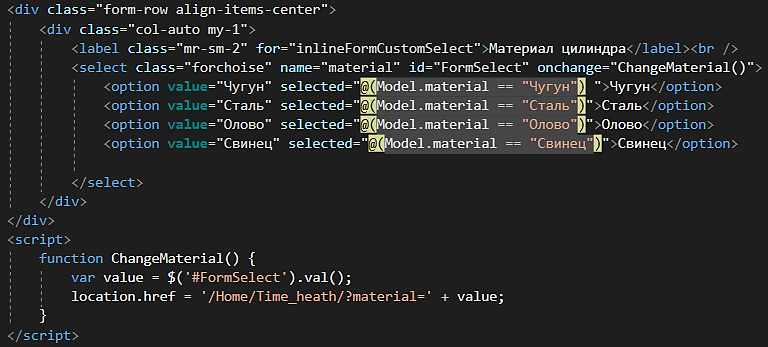 <div class="form-row align-items-center">
<div class="col-auto my-1">
<label class="mr-sm-2" for="inlineFormCustomSelect">Материал цилиндра</label><br />
<select class="forchoise" name="material" id="FormSelect" onchange="ChangeMaterial()">
<option value="Чугун" selected="@(Model.material == "Чугун") ">Чугун</option>
<option value="Сталь" selected="@(Model.material == "Сталь")">Сталь</option>
<option value="Олово" selected="@(Model.material == "Олово")">Олово</option>
<option value="Свинец" selected="@(Model.material == "Свинец")">Свинец</option>
</select>
</div>
</div>
<script>
function ChangeMaterial() {
var value = $('#FormSelect').val();
location.href = '/Home/Time_heath/?material=' + value;
}
</script>